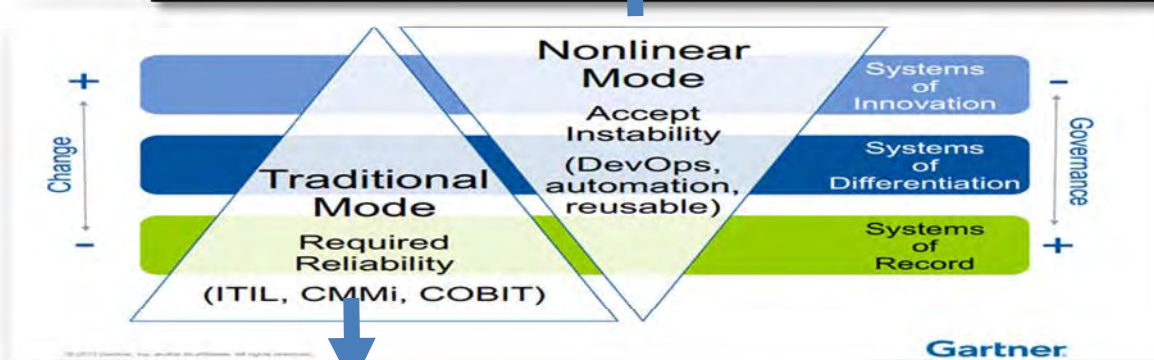 Nonlinear
Mode
Accept
Instability
(DevOps,
automation,
reusable)
Traditional
Mode
Required
Reliability
(ITIL, CMMi, COBIT)
Systems
of
Innovation
Systems
of
Differentiation
Systems
of
Record
+
Change
-
-
Governance
+
Gartner